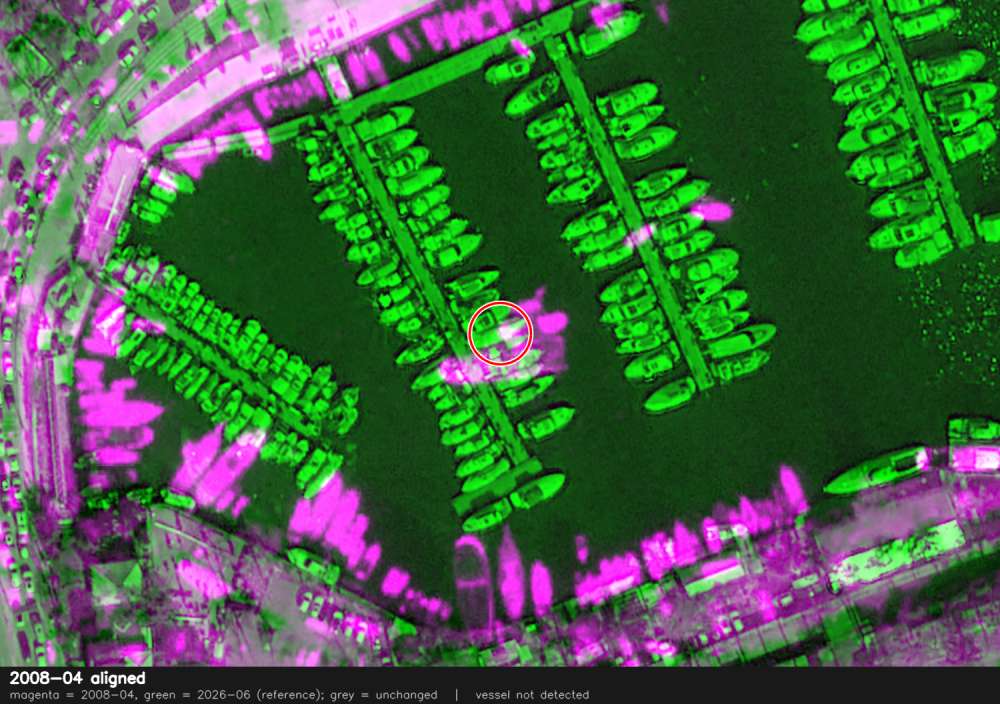 2008-04 aligned
magenta = 2008-04, green = 2026-06 (reference); grey = unchanged | vessel not detected